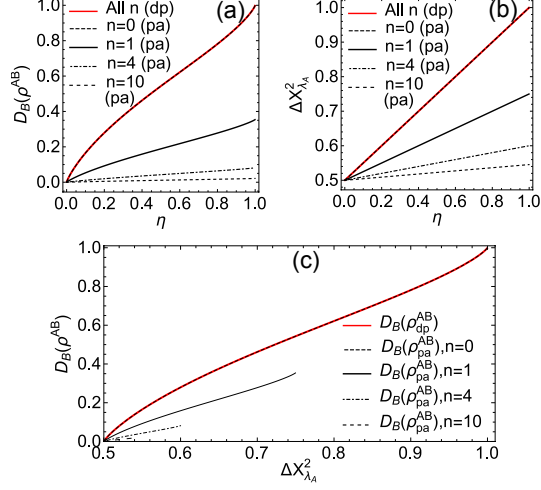 (a)
All n (dp)
n=0 (pa)
n=1 (pa)
n=4 (pa)
n=10
(pa)
D_B(ρ^AB)
1.0
0.8
0.6
0.4
0.2
0.0
0.0 0.2 0.4 0.6 0.8 1.0
η
(b)
All n (dp)
n=0 (pa)
n=1 (pa)
n=4 (pa)
n=10
(pa)
ΔX²_λ_A
1.0
0.9
0.8
0.7
0.6
0.5
0.0 0.2 0.4 0.6 0.8 1.0
η
(c)
D_B(ρ^AB)
1.0
0.8
0.6
0.4
0.2
0.0
D_B(ρ^AB_dp)
D_B(ρ^AB_pa),n=0
D_B(ρ^AB_pa),n=1
D_B(ρ^AB_pa),n=4
D_B(ρ^AB_pa),n=10
0.5 0.6 0.7 0.8 0.9 1.0
ΔX²_λ_A